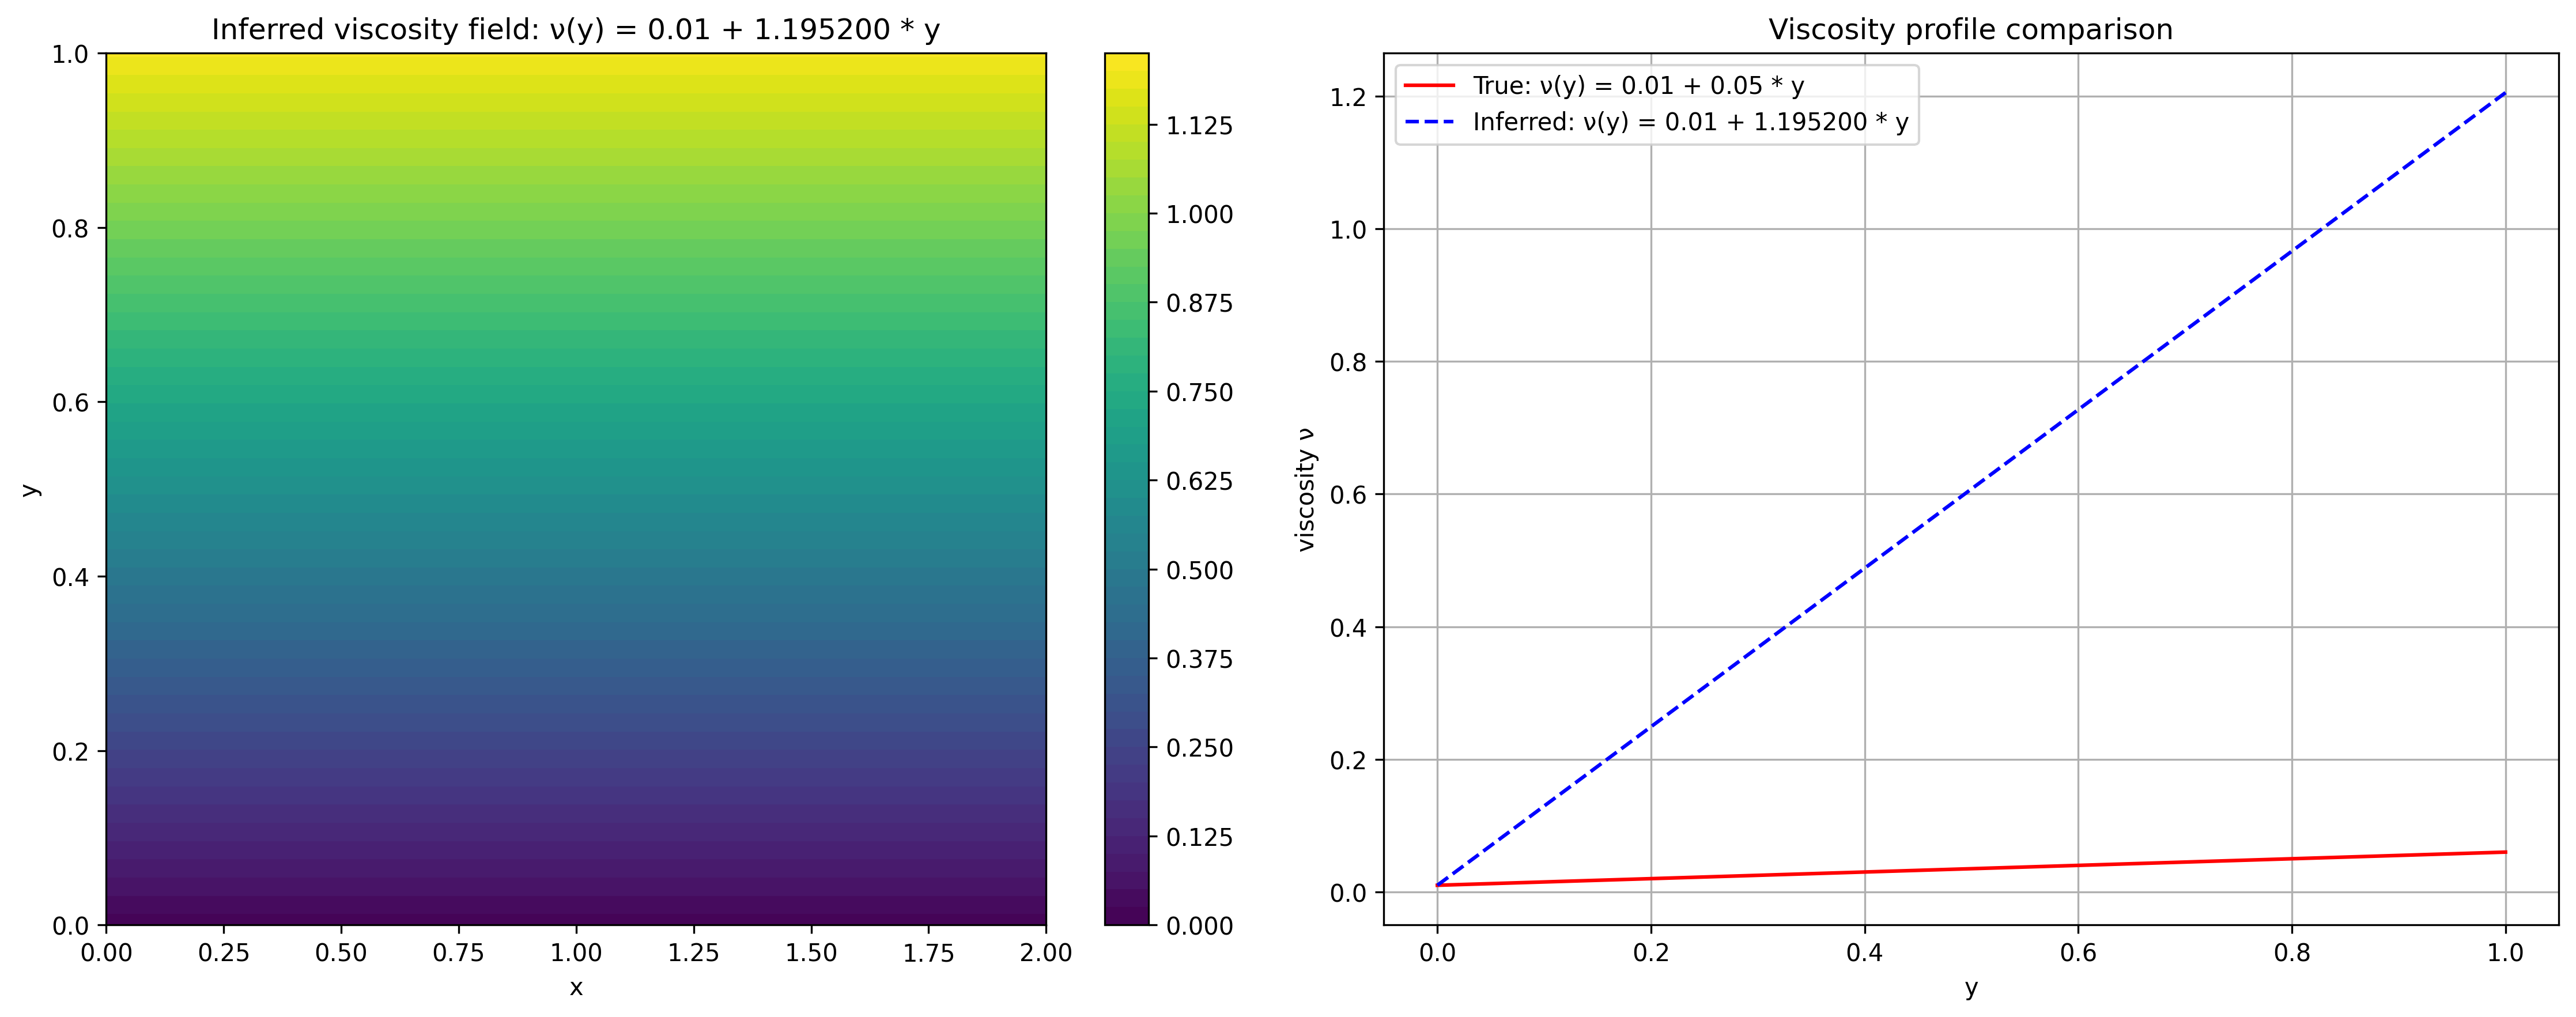 Inferred viscosity field: ν(y) = 0.01 + 1.195200 * y
1.0
0.8
0.6
0.4
0.2
0.0
y
0.00 0.25 0.50 0.75 1.00 1.25 1.50 1.75 2.00
x
1.125
1.000
0.875
0.750
0.625
0.500
0.375
0.250
0.125
0.000
Viscosity profile comparison
True: ν(y) = 0.01 + 0.05 * y
Inferred: ν(y) = 0.01 + 1.195200 * y
1.2
1.0
0.8
0.6
0.4
0.2
0.0
viscosity ν
0.0 0.2 0.4 0.6 0.8 1.0
y